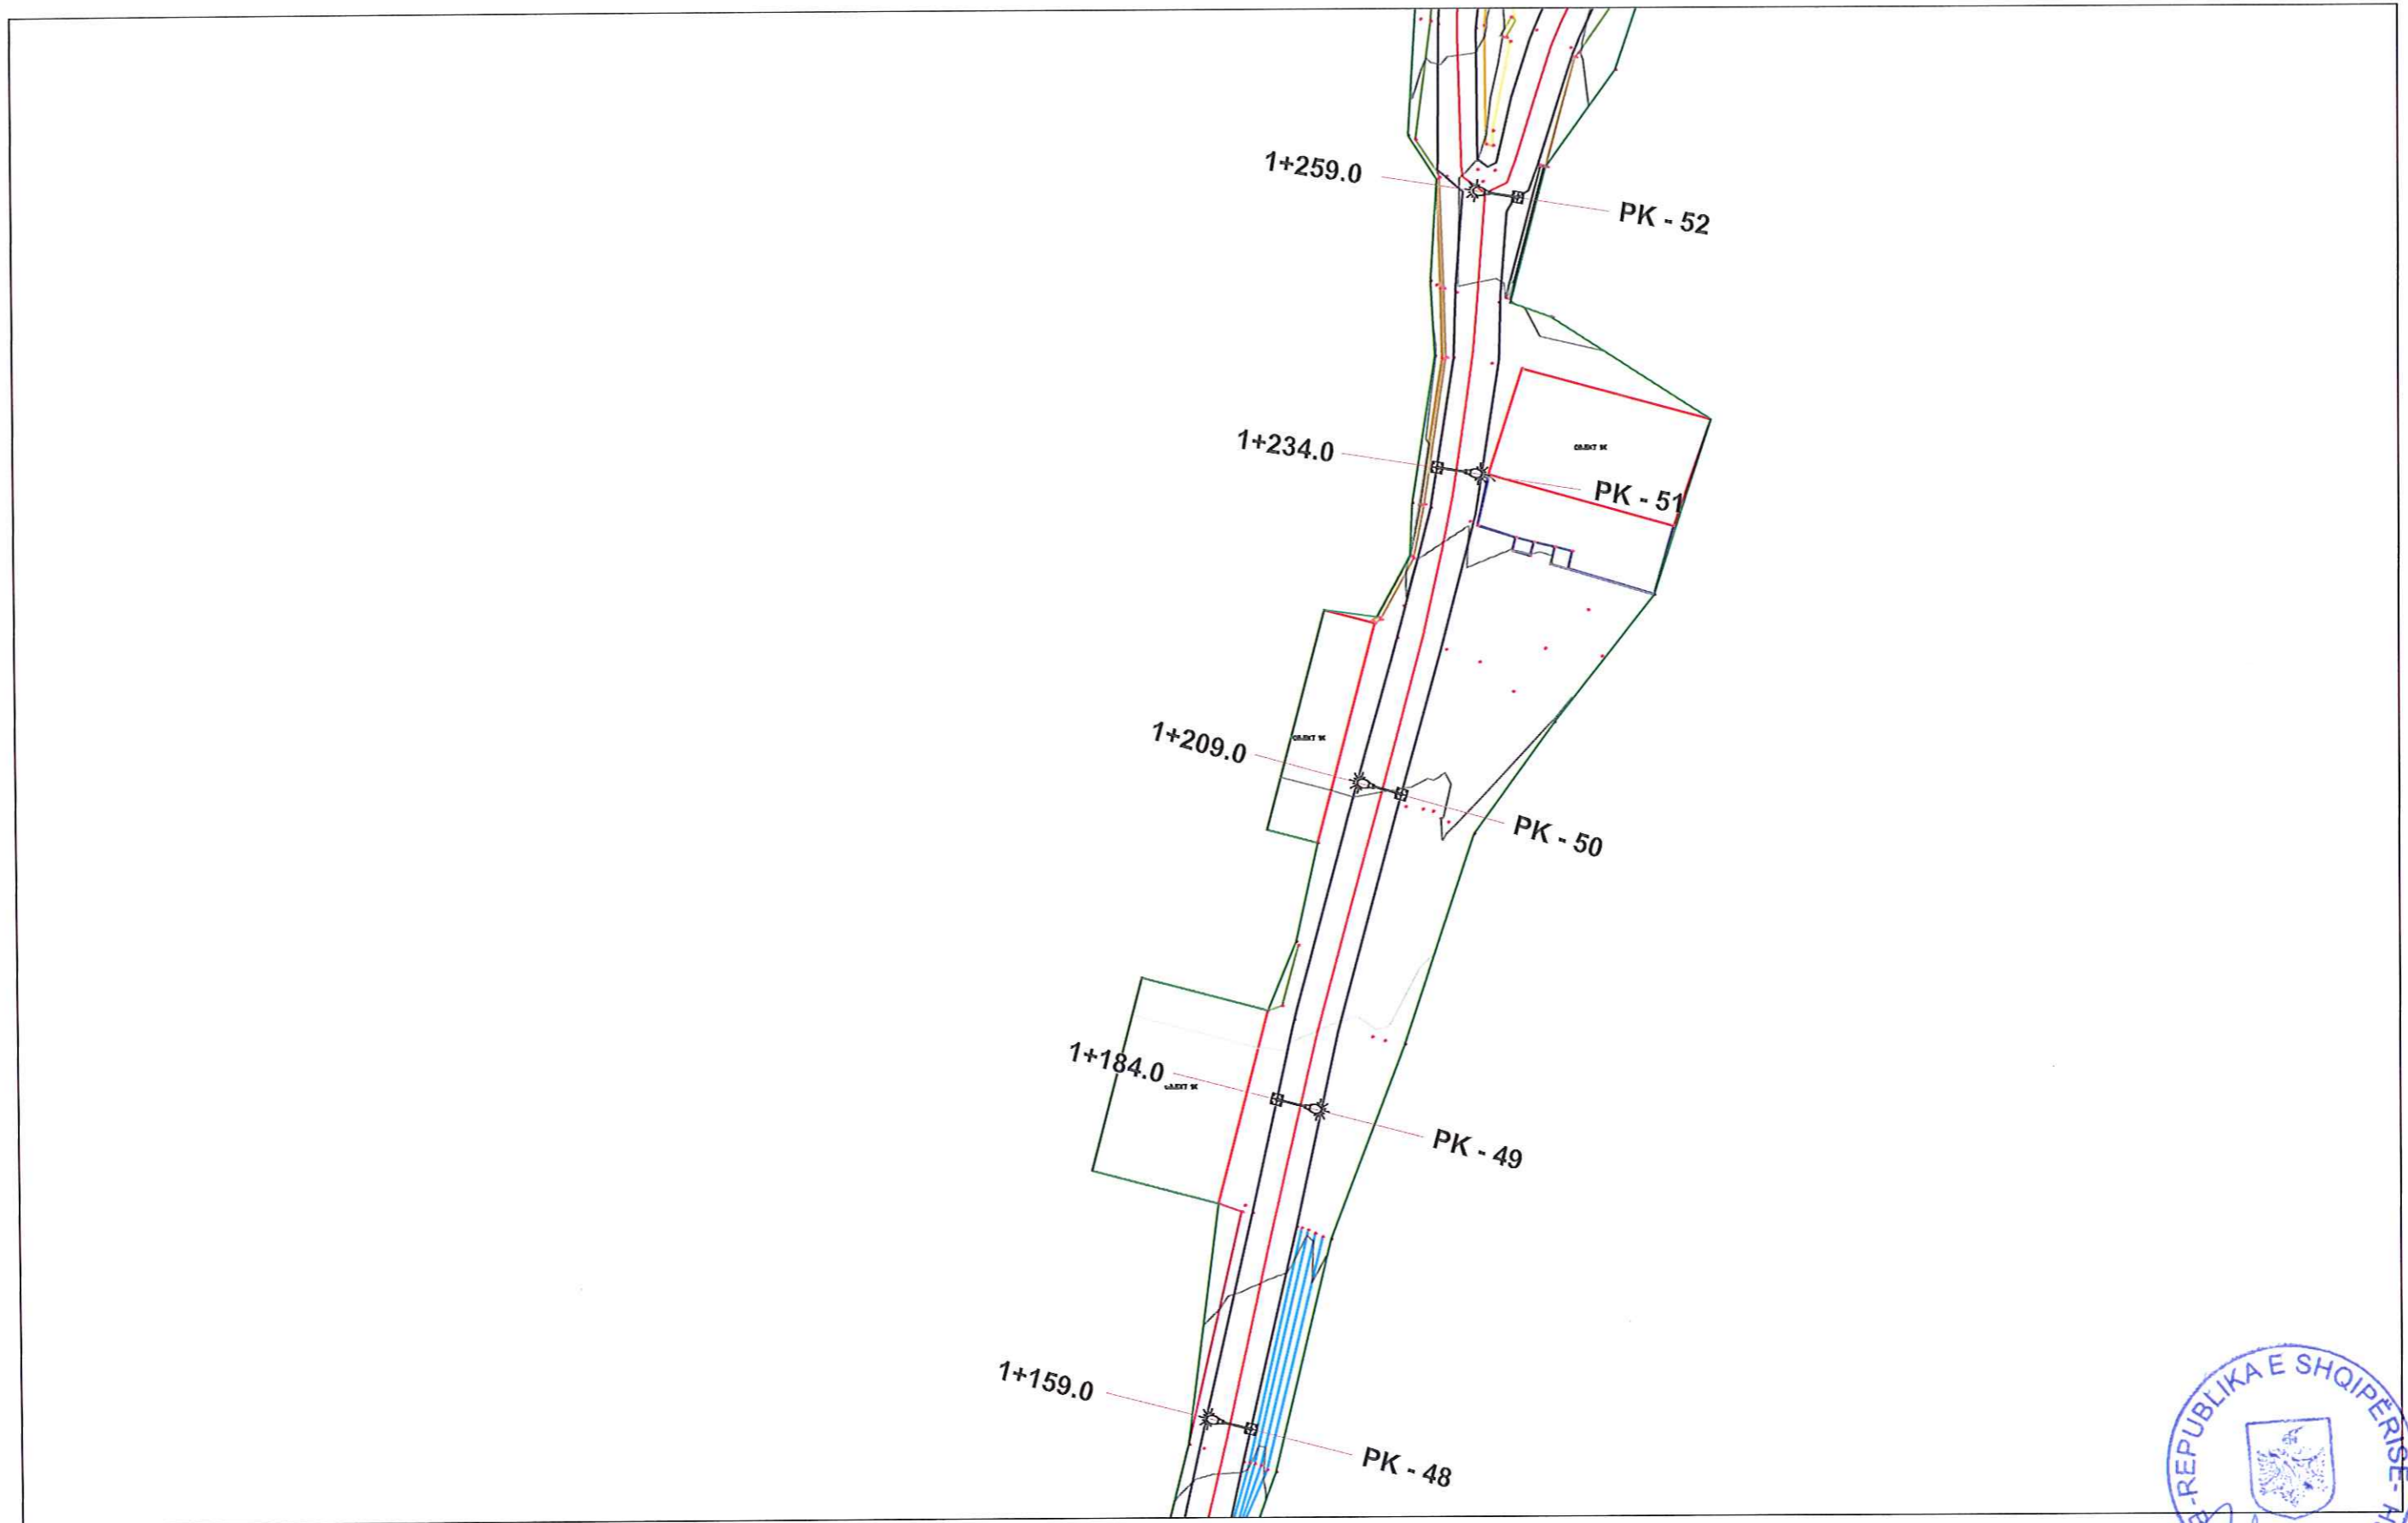 1+259.0
PK - 52
1+234.0
PK - 51
1+209.0
PK - 50
1+184.0
PK - 49
1+159.0
PK - 48
REPUBLIKA E SHQIPËRISE